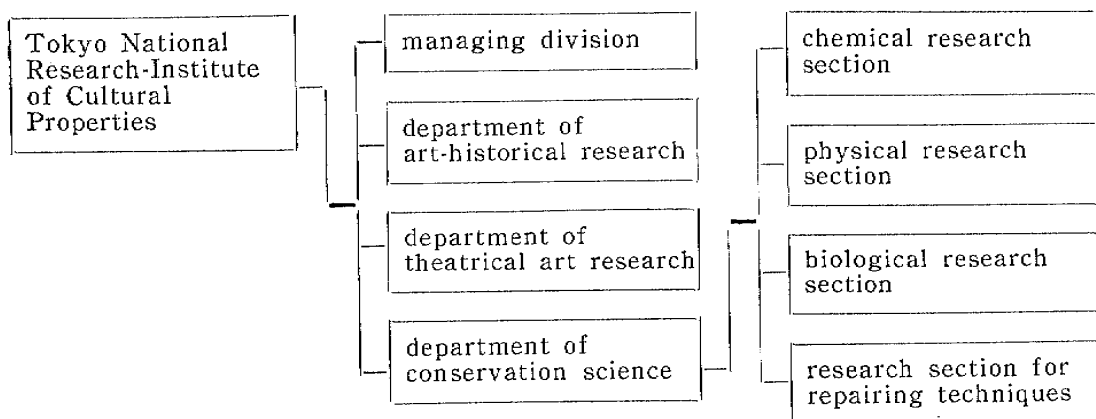 Tokyo National
Research-Institute
of Cultural
Properties
managing division
department of
art-historical research
department of
theatrical art research
department of
conservation science
chemical research
section
physical research
section
biological research
section
research section for
repairing techniques